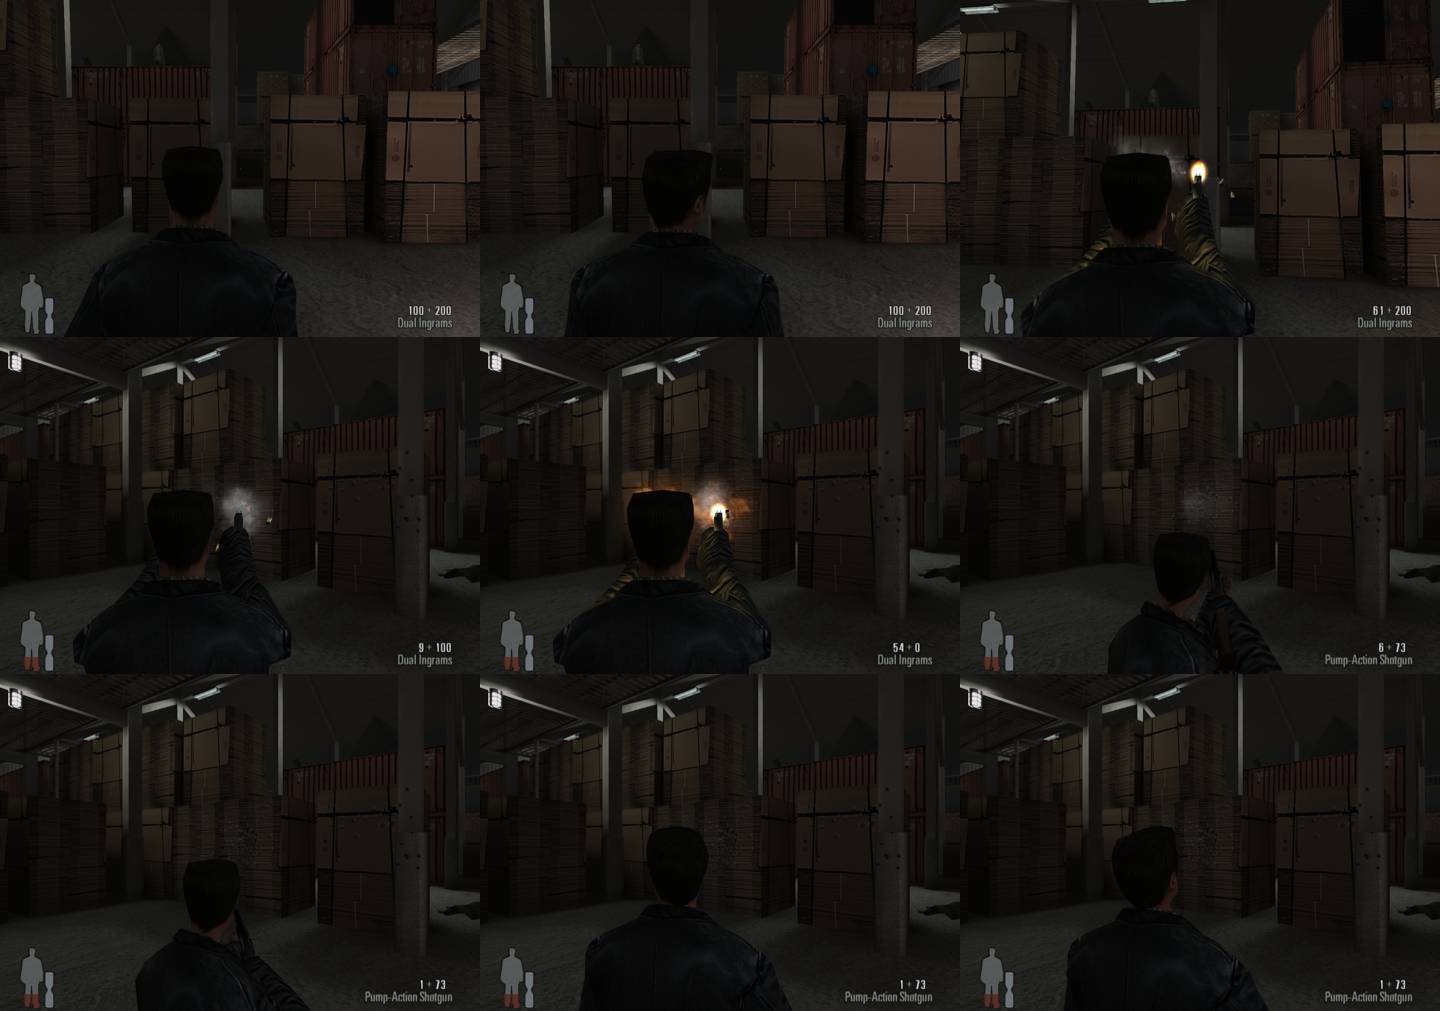 100 + 200
Dual Ingrams
100 + 200
Dual Ingrams
61 + 200
Dual Ingrams
9 + 100
Dual Ingrams
54 + 0
Dual Ingrams
6 + 73
Pump-Action Shotgun
1 + 73
Pump-Action Shotgun
1 + 73
Pump-Action Shotgun
1 + 73
Pump-Action Shotgun